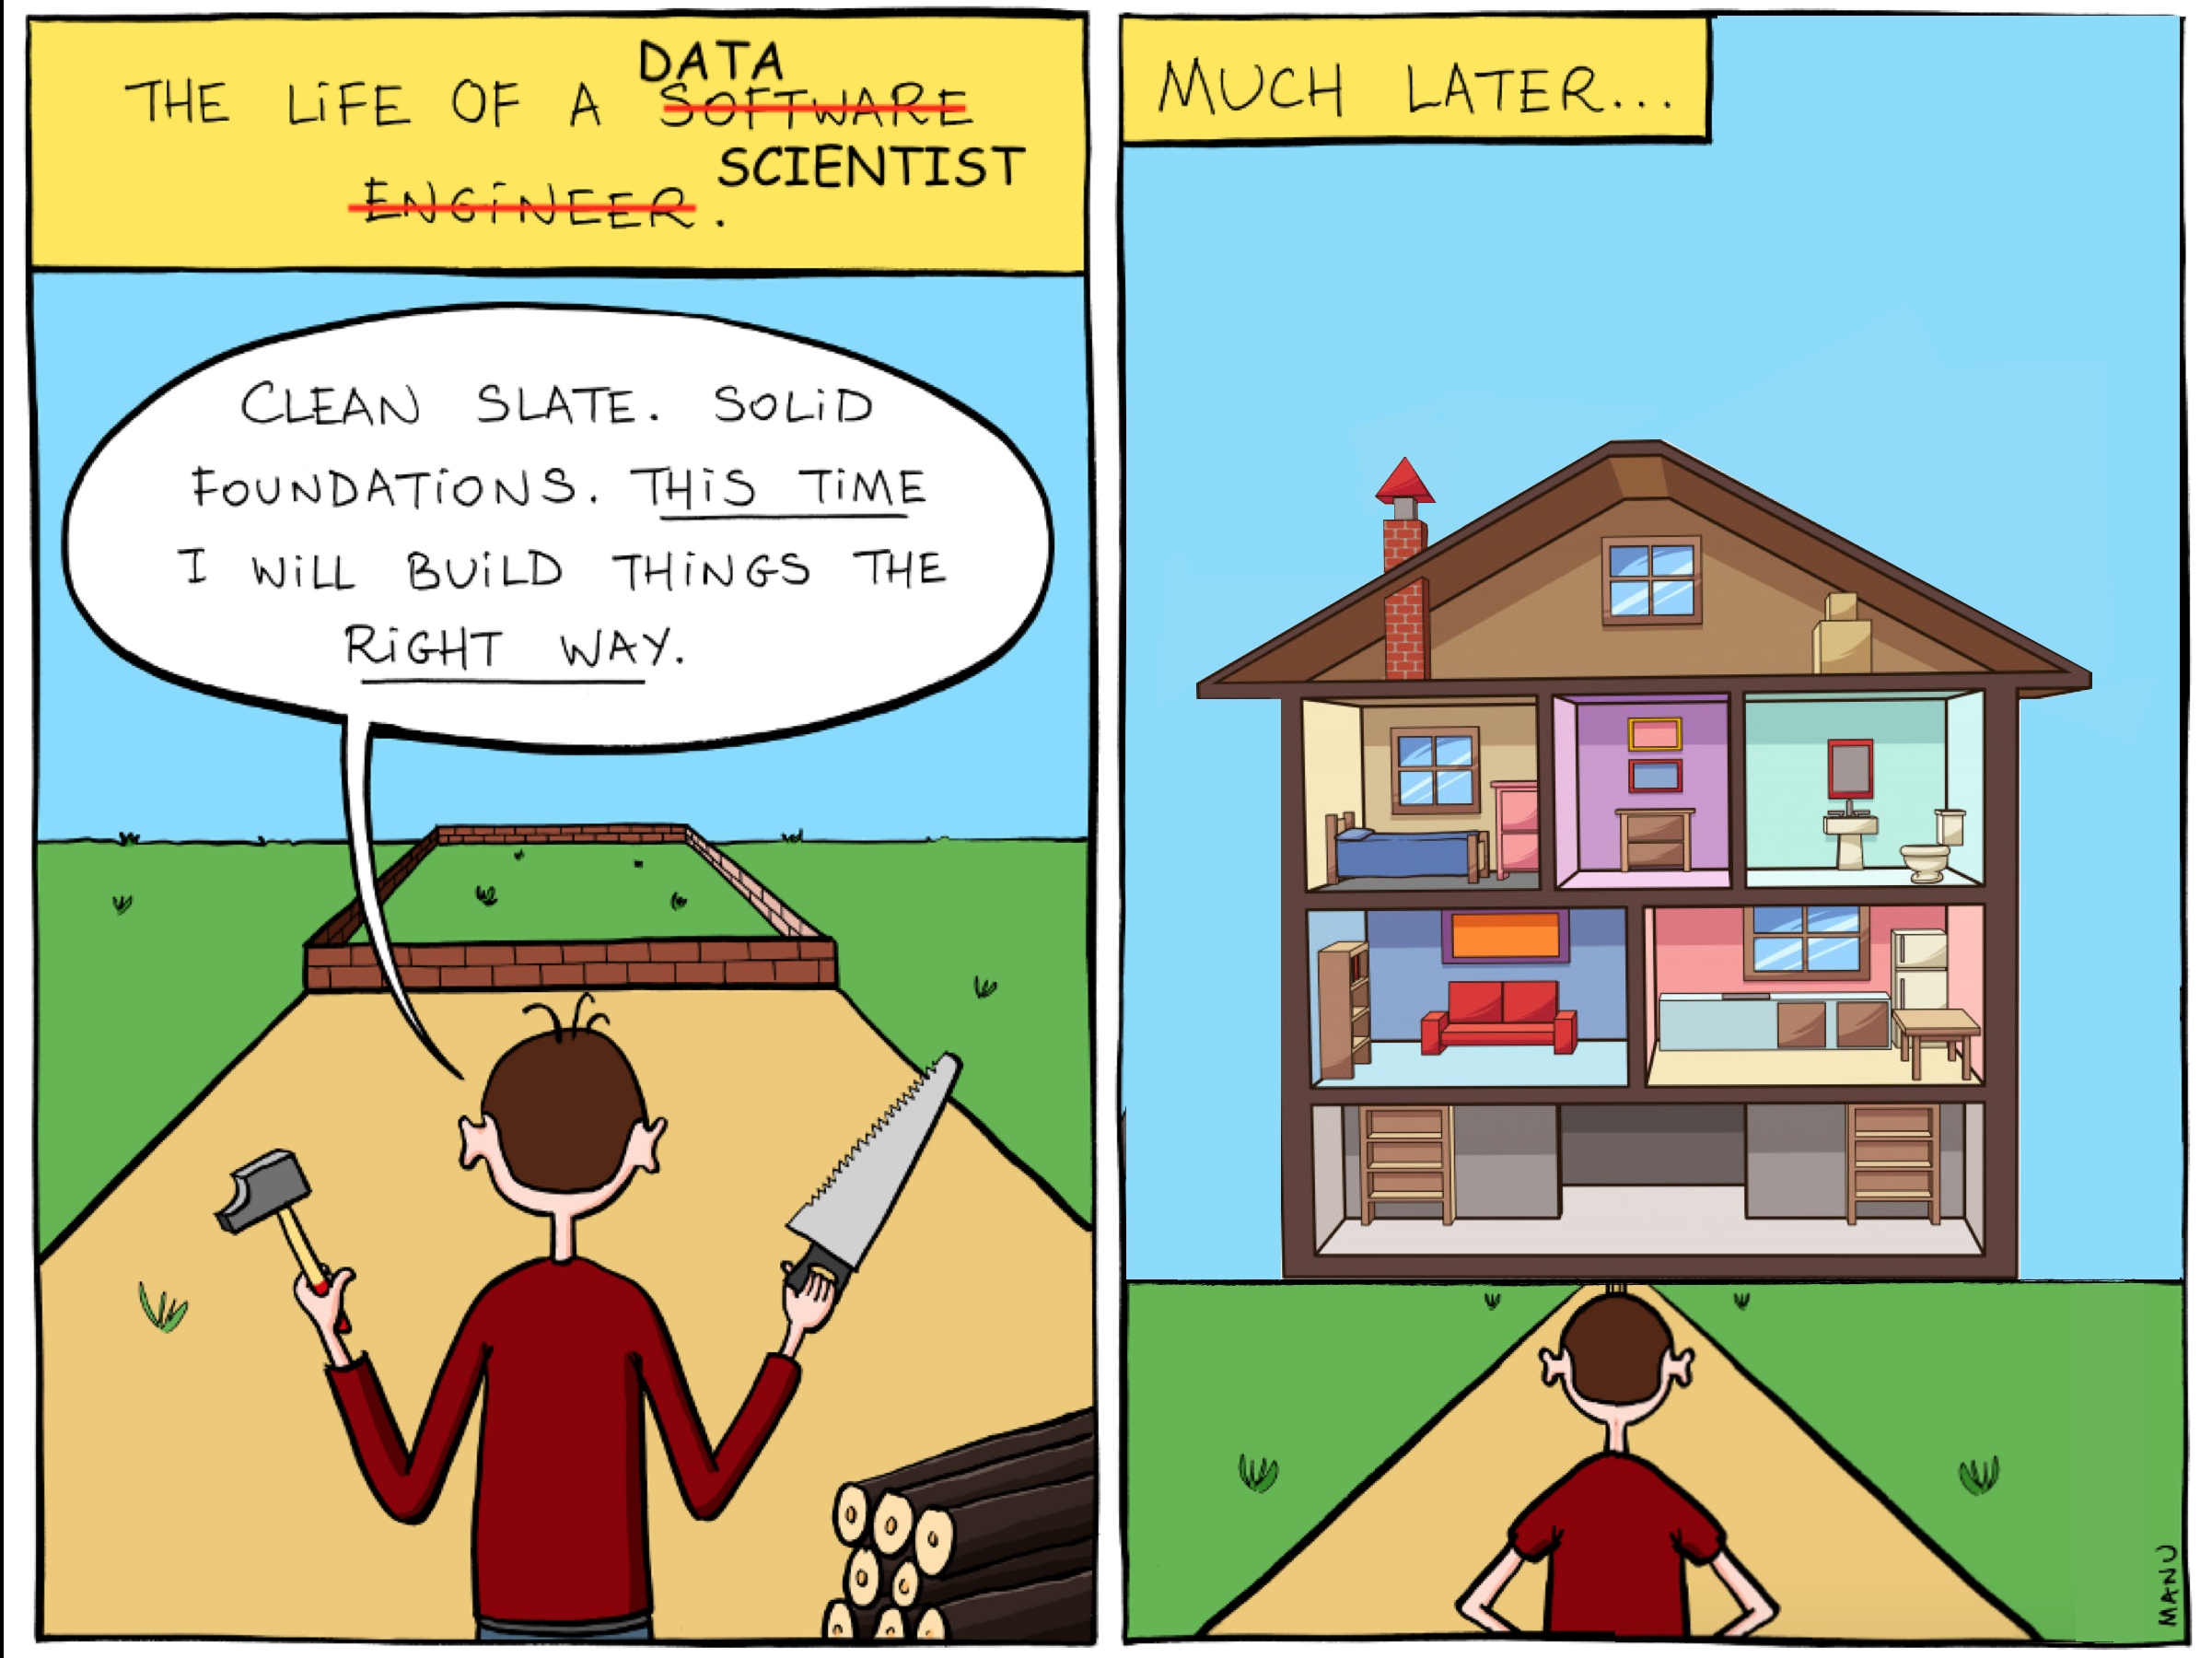 THE LiFE OF A SOFTWARE
DATA
ENGiNEER.
SCIENTIST
CLEAN SLATE. SOLiD
FOUNDATiONS. THiS TiME
I WiLL BUiLD THiNGS THE
RiGHT WAY.
MUCH LATER...
MANU